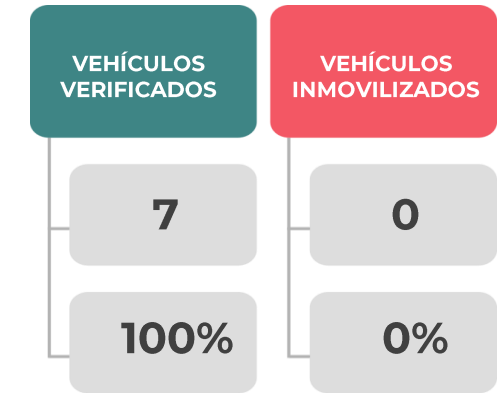 VEHÍCULOS
VERIFICADOS
7
100%
VEHÍCULOS
INMOVILIZADOS
0
0%